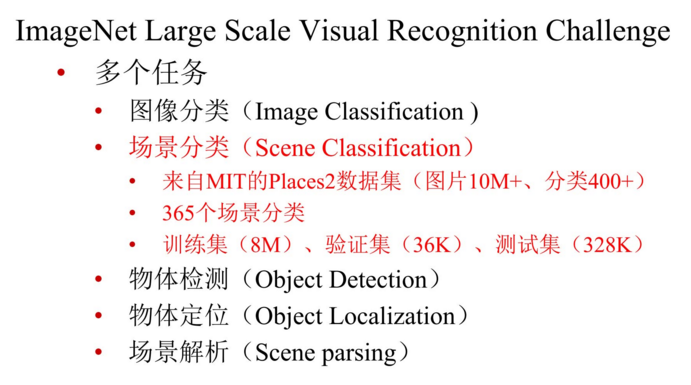 ImageNet Large Scale Visual Recognition Challenge
• 多个任务
• 图像分类（Image Classification )
• 场景分类（Scene Classification）
• 来自MIT的Places2数据集（图片10M+、分类400+）
• 365个场景分类
• 训练集（8M）、验证集（36K）、测试集（328K）
• 物体检测（Object Detection）
• 物体定位（Object Localization）
• 场景解析（Scene parsing）